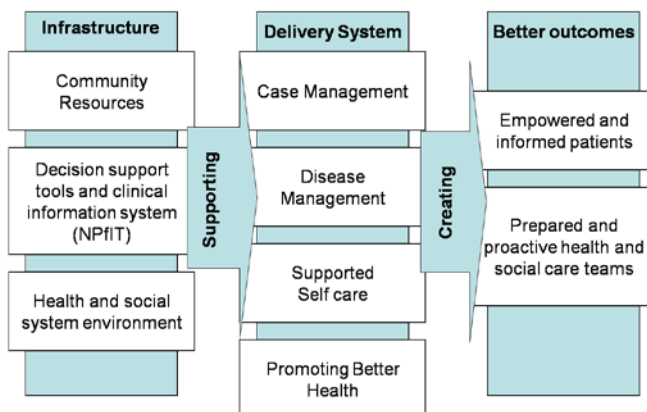 Infrastructure
Community
Resources
Decision support
tools and clinical
information system
(NPfIT)
Health and social
system environment
Supporting
Delivery System
Case Management
Disease
Management
Supported
Self care
Promoting Better
Health
Creating
Better outcomes
Empowered and
informed patients
Prepared and
proactive health and
social care teams